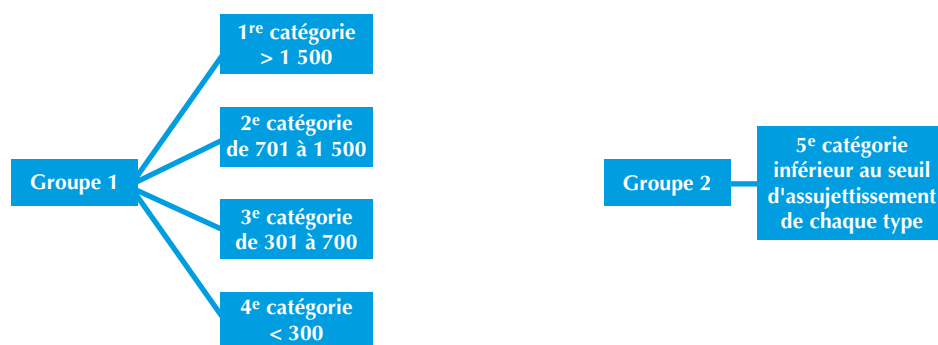 1re catégorie
> 1 500
2e catégorie
de 701 à 1 500
Groupe 1
3e catégorie
de 301 à 700
4e catégorie
< 300
Groupe 2
5e catégorie
inférieur au seuil
d'assujettissement
de chaque type